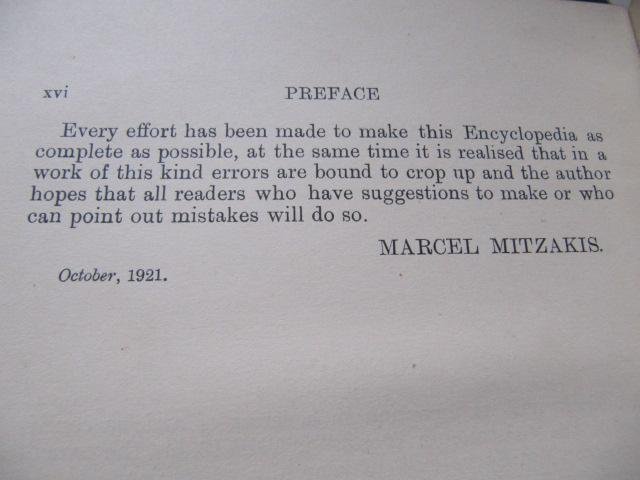 xvi PREFACE
Every effort has been made to make this Encyclopedia as
complete as possible, at the same time it is realised that in a
work of this kind errors are bound to crop up and the author
hopes that all readers who have suggestions to make or who
can point out mistakes will do so.
MARCEL MITZAKIS.
October, 1921.